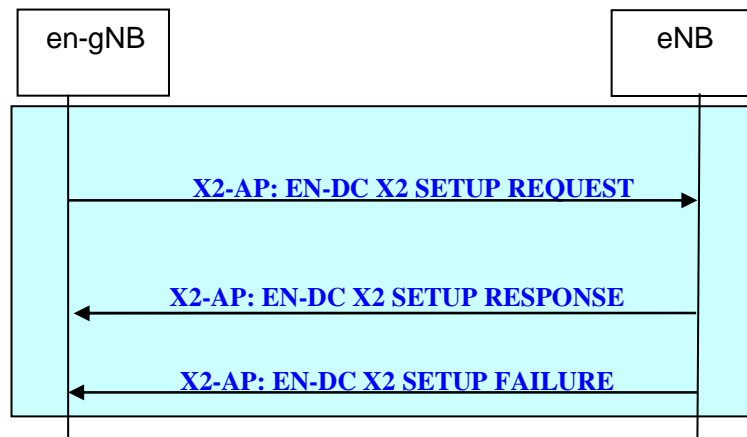 en-gNB
eNB
X2-AP: EN-DC X2 SETUP REQUEST
X2-AP: EN-DC X2 SETUP RESPONSE
X2-AP: EN-DC X2 SETUP FAILURE